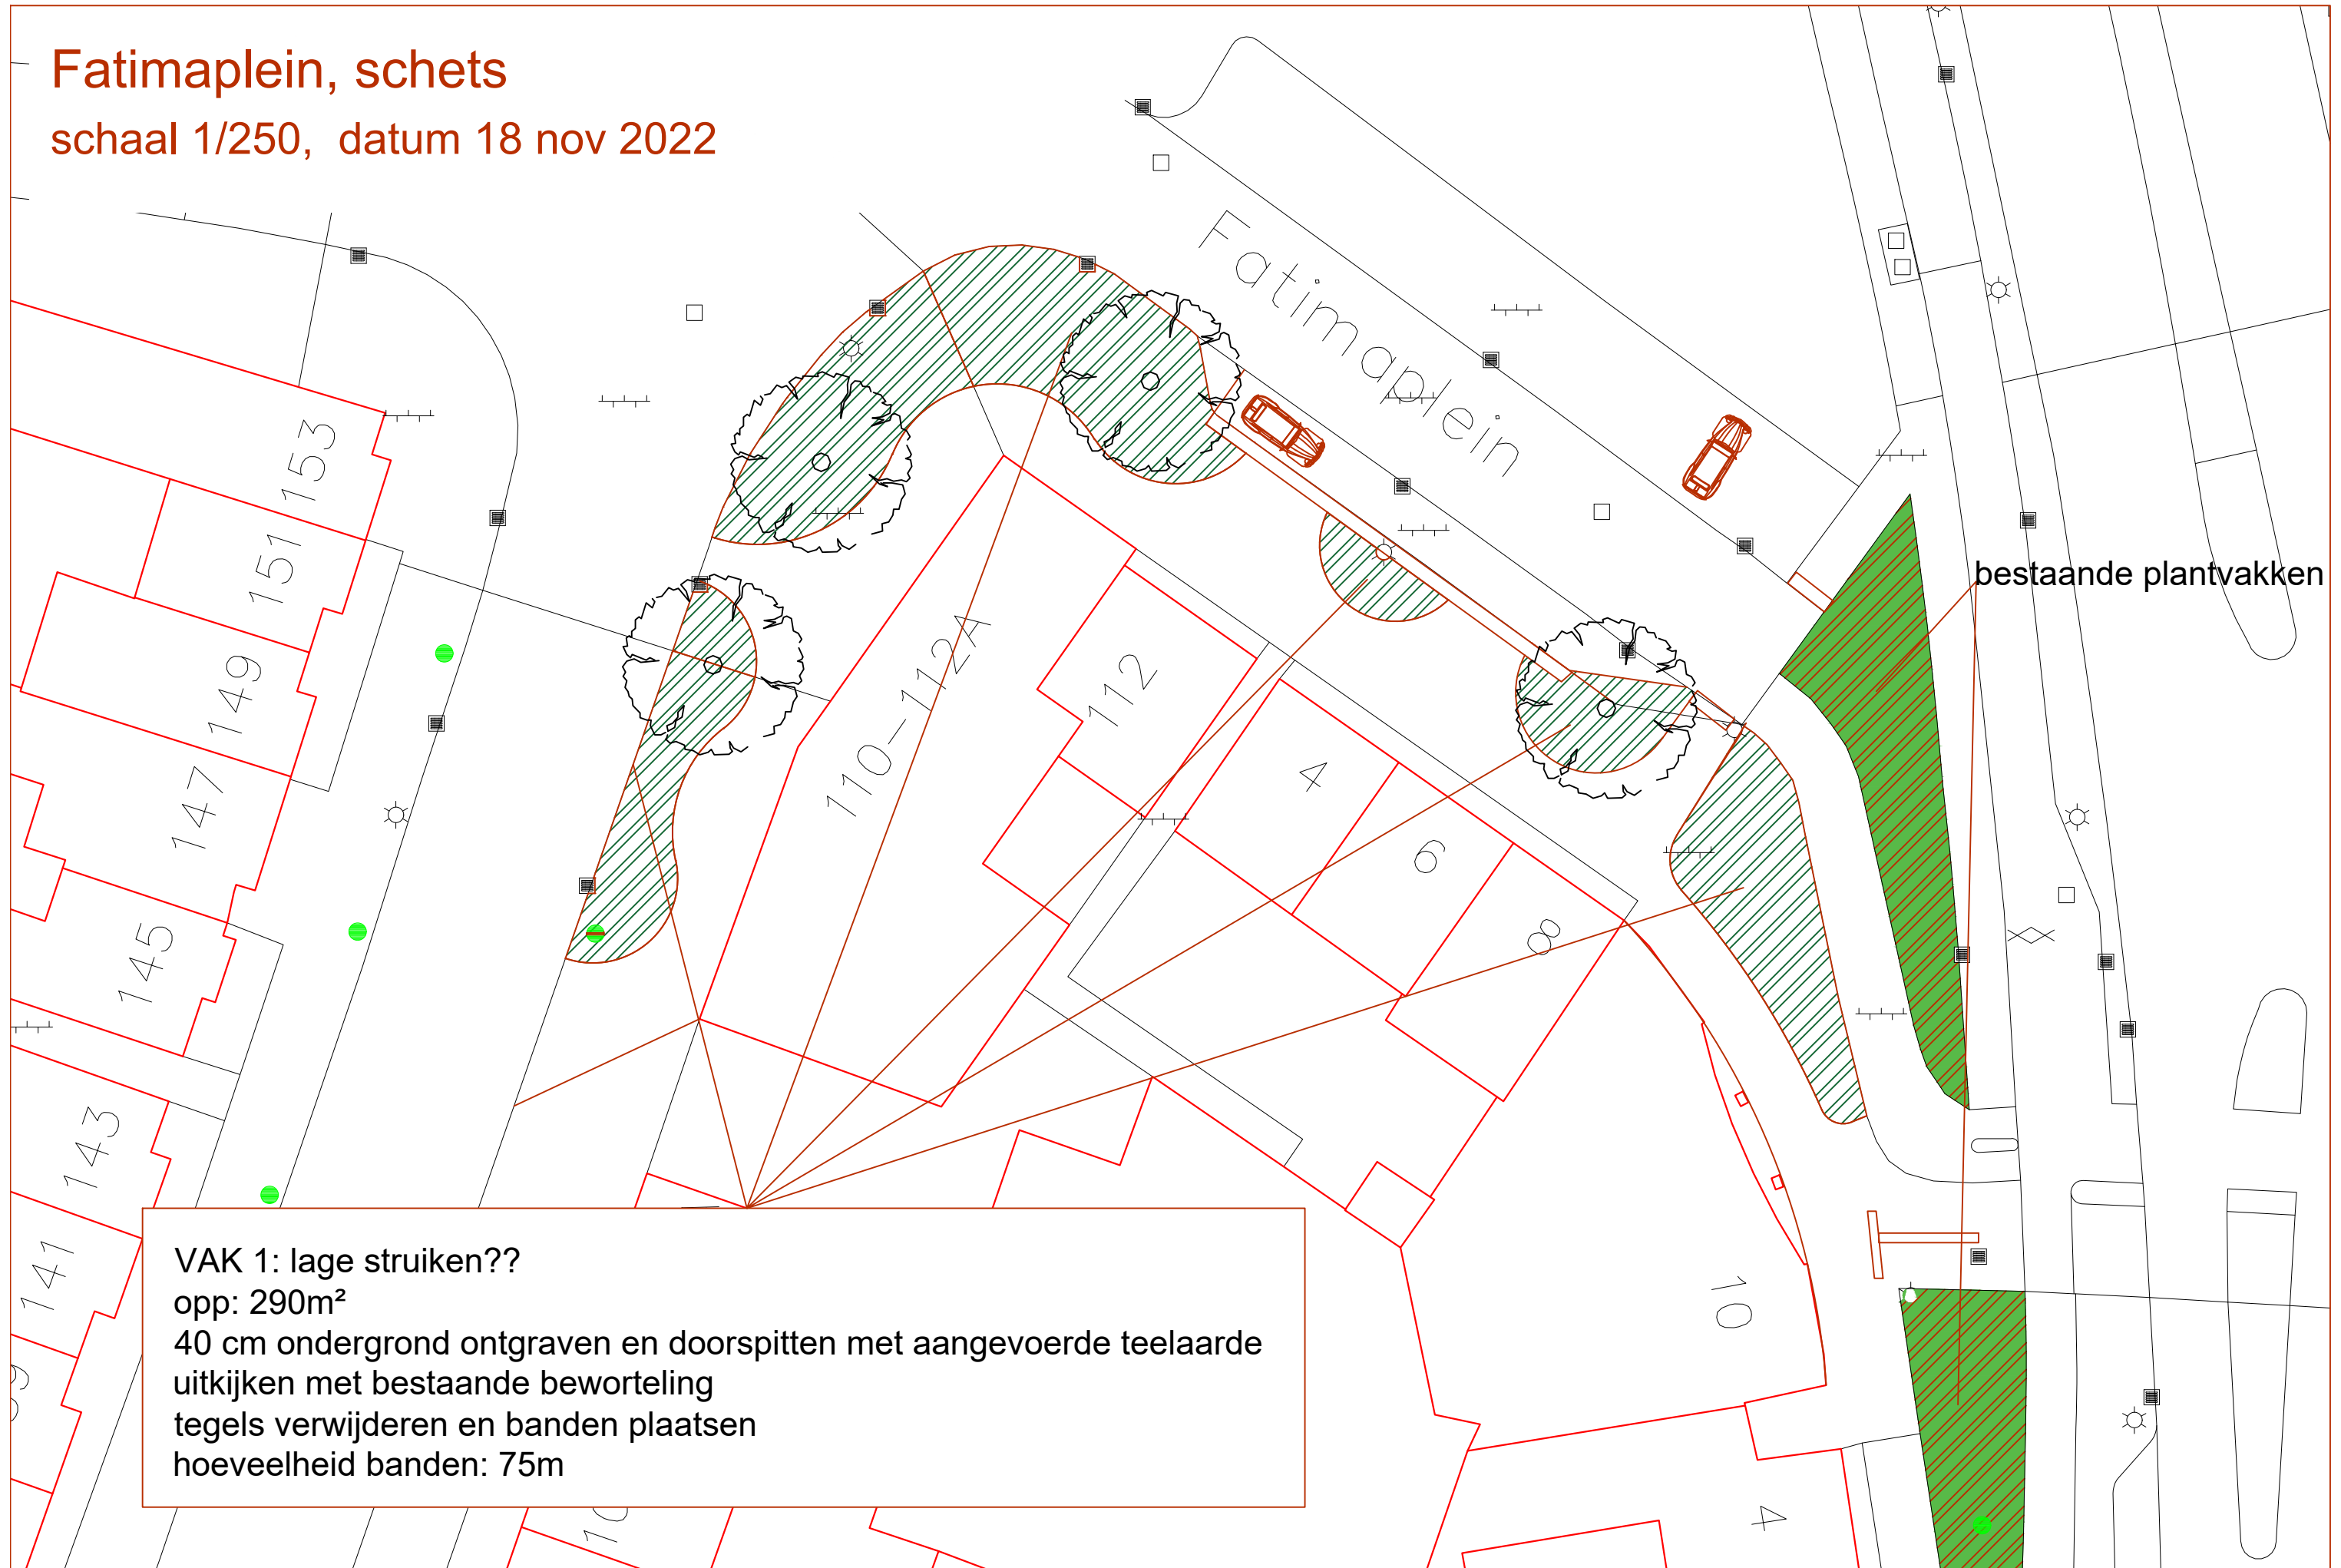 Fatimaplein, schets
schaal 1/250, datum 18 nov 2022
Fatimaplein
bestaande plantvakken
153
151
149
147
145
143
141
110-112A
112
4
6
8
10
4
VAK 1: lage struiken??
opp: 290m²
40 cm ondergrond ontgraven en doorspitten met aangevoerde teelaarde
uitkijken met bestaande beworteling
tegels verwijderen en banden plaatsen
hoeveelheid banden: 75m